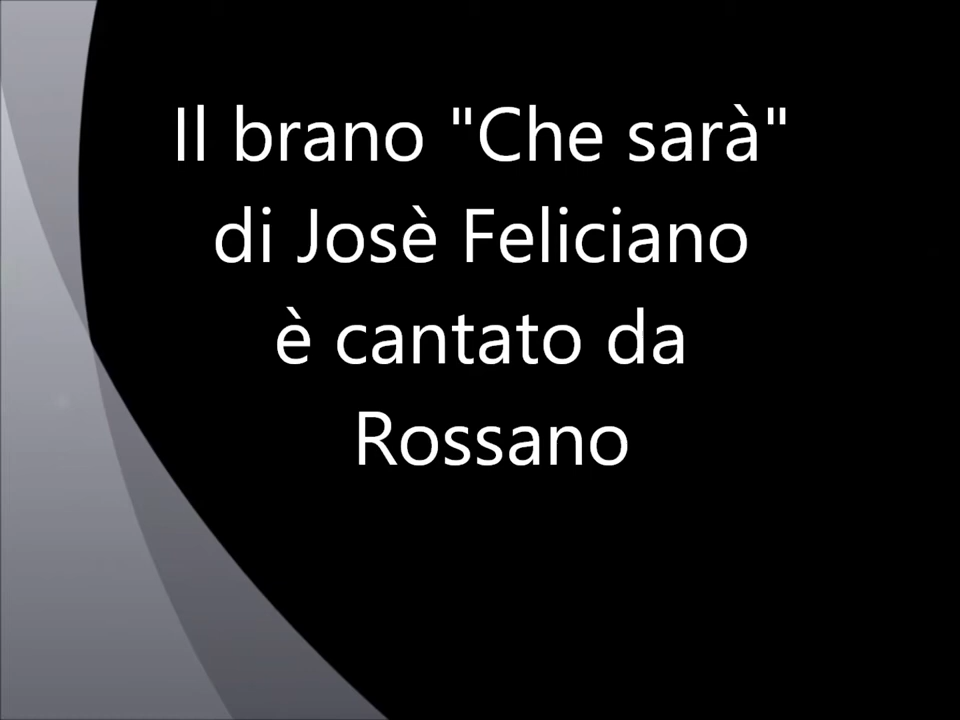 Il brano "Che sarà"
di Josè Feliciano
è cantato da
Rossano